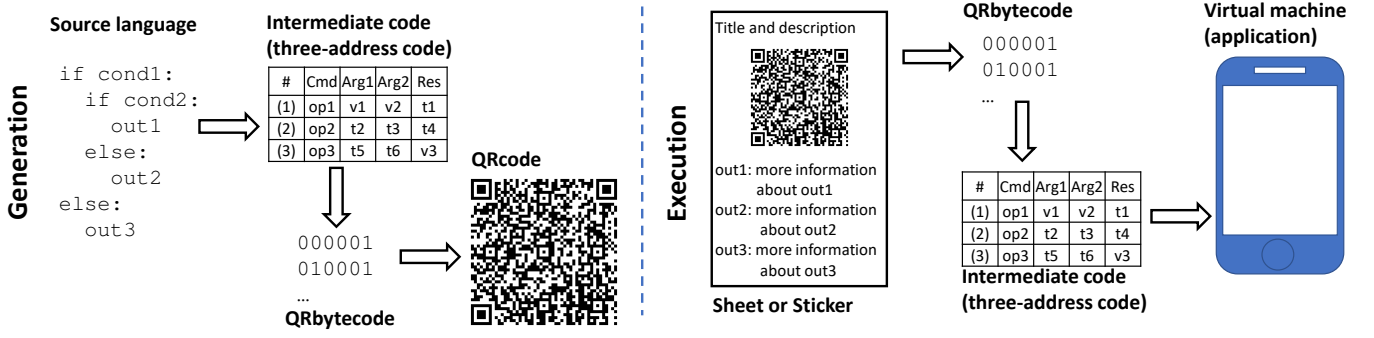 Generation
Source language
if cond1:
if cond2:
out1
else:
out2
else:
out3
Intermediate code
(three-address code)
# Cmd Arg1 Arg2 Res
(1) op1 v1 v2 t1
(2) op2 t2 t3 t4
(3) op3 t5 t6 v3
000001
010001
...
QRbytecode
QRcode
Execution
Title and description
out1: more information
about out1
out2: more information
about out2
out3: more information
about out3
Sheet or Sticker
QRbytecode
000001
010001
...
# Cmd Arg1 Arg2 Res
(1) op1 v1 v2 t1
(2) op2 t2 t3 t4
(3) op3 t5 t6 v3
Intermediate code
(three-address code)
Virtual machine
(application)